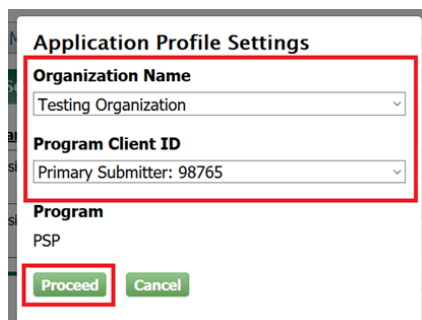 Application Profile Settings
Organization Name
Testing Organization
Program Client ID
Primary Submitter: 98765
Program
PSP
Proceed Cancel